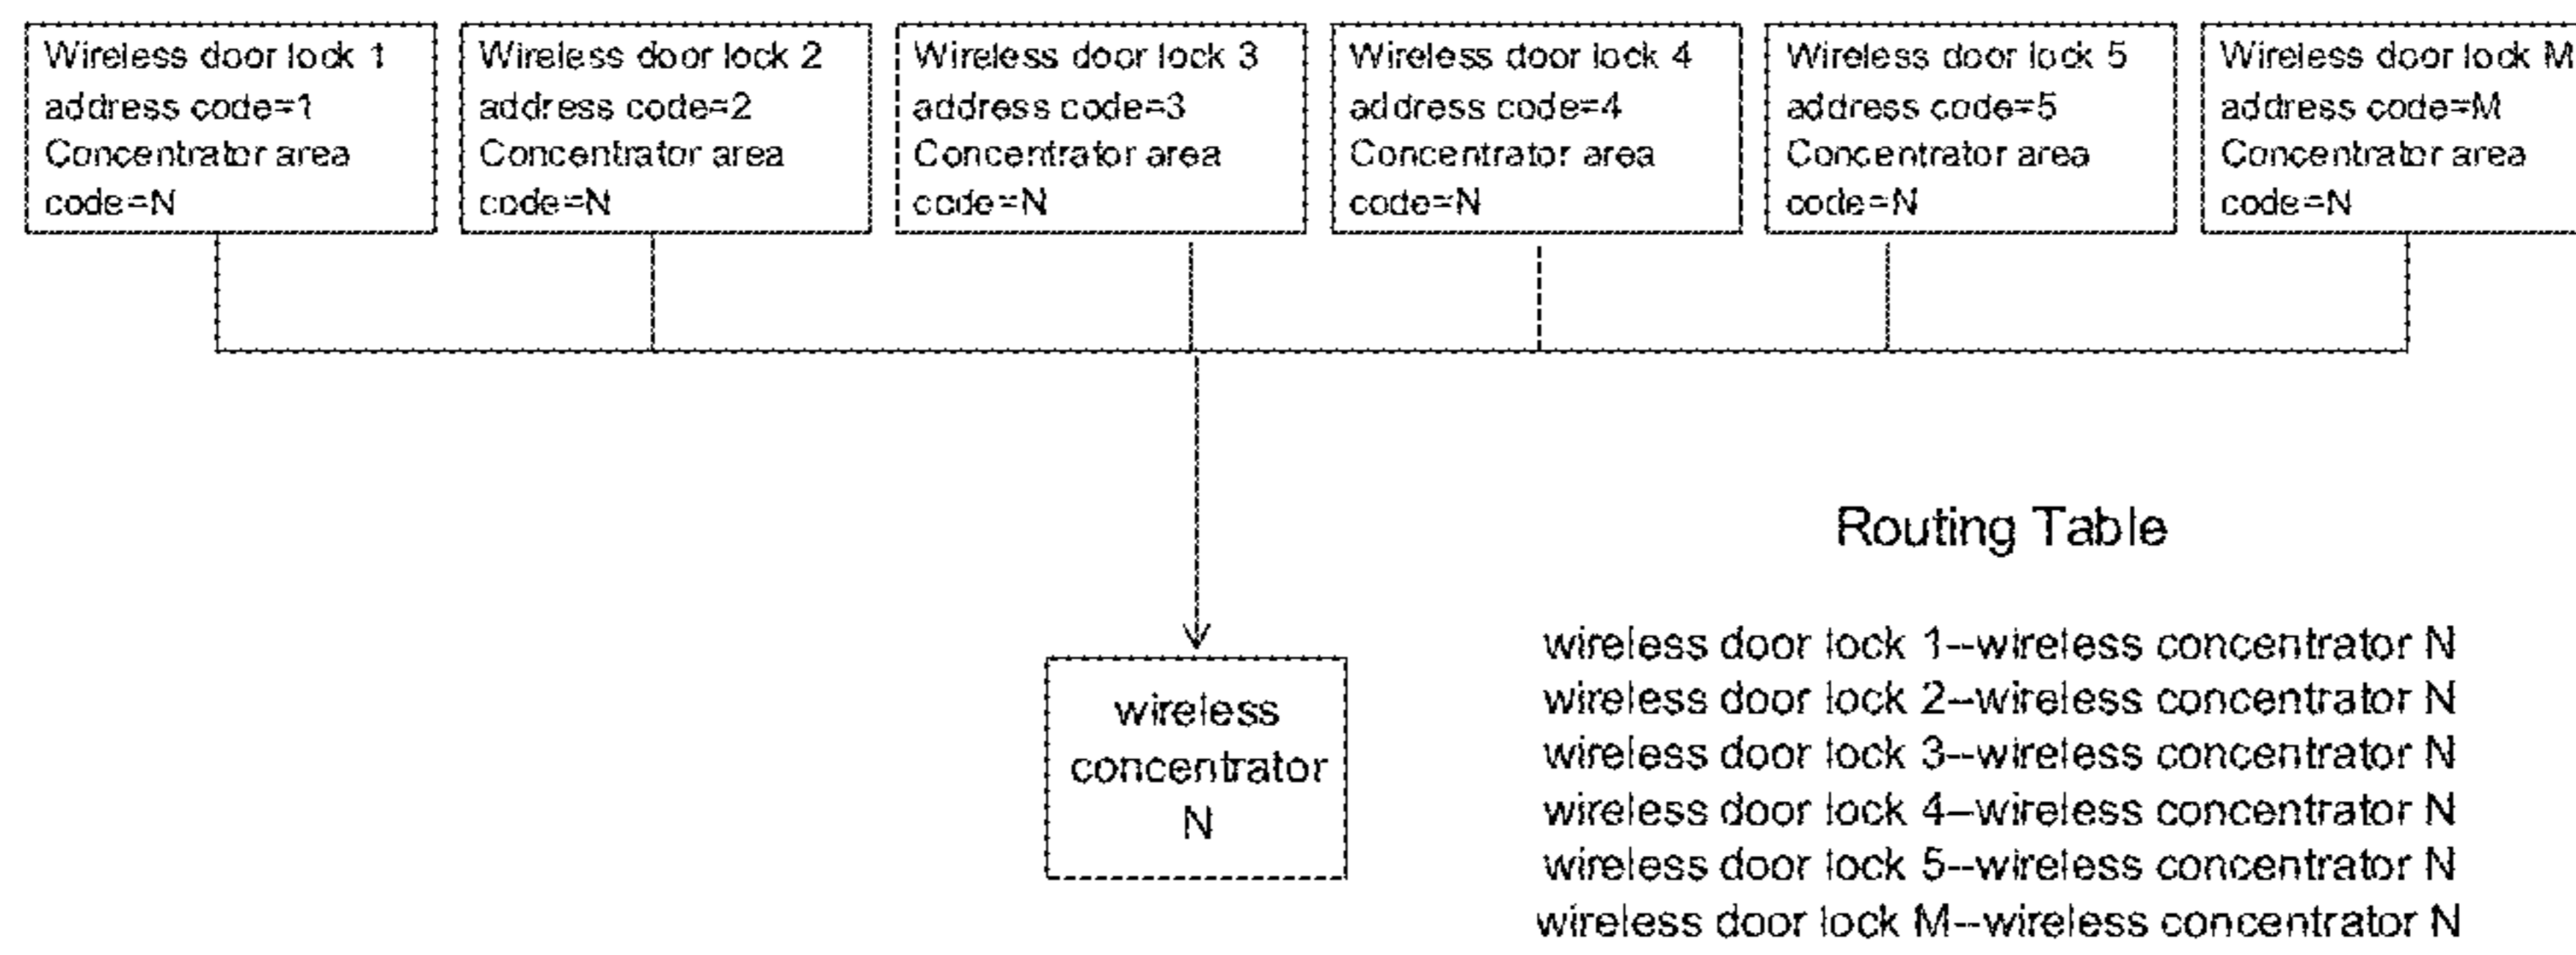 Wireless door lock 1
address code=1
Concentrator area
code=N
Wireless door lock 2
address code=2
Concentrator area
code=N
Wireless door lock 3
address code=3
Concentrator area
code=N
Wireless door lock 4
address code=4
Concentrator area
code=N
Wireless door lock 5
address code=5
Concentrator area
code=N
Wireless door lock M
address code=M
Concentrator area
code=N
wireless
concentrator
N
Routing Table
wireless door lock 1--wireless concentrator N
wireless door lock 2--wireless concentrator N
wireless door lock 3--wireless concentrator N
wireless door lock 4--wireless concentrator N
wireless door lock 5--wireless concentrator N
wireless door lock M--wireless concentrator N